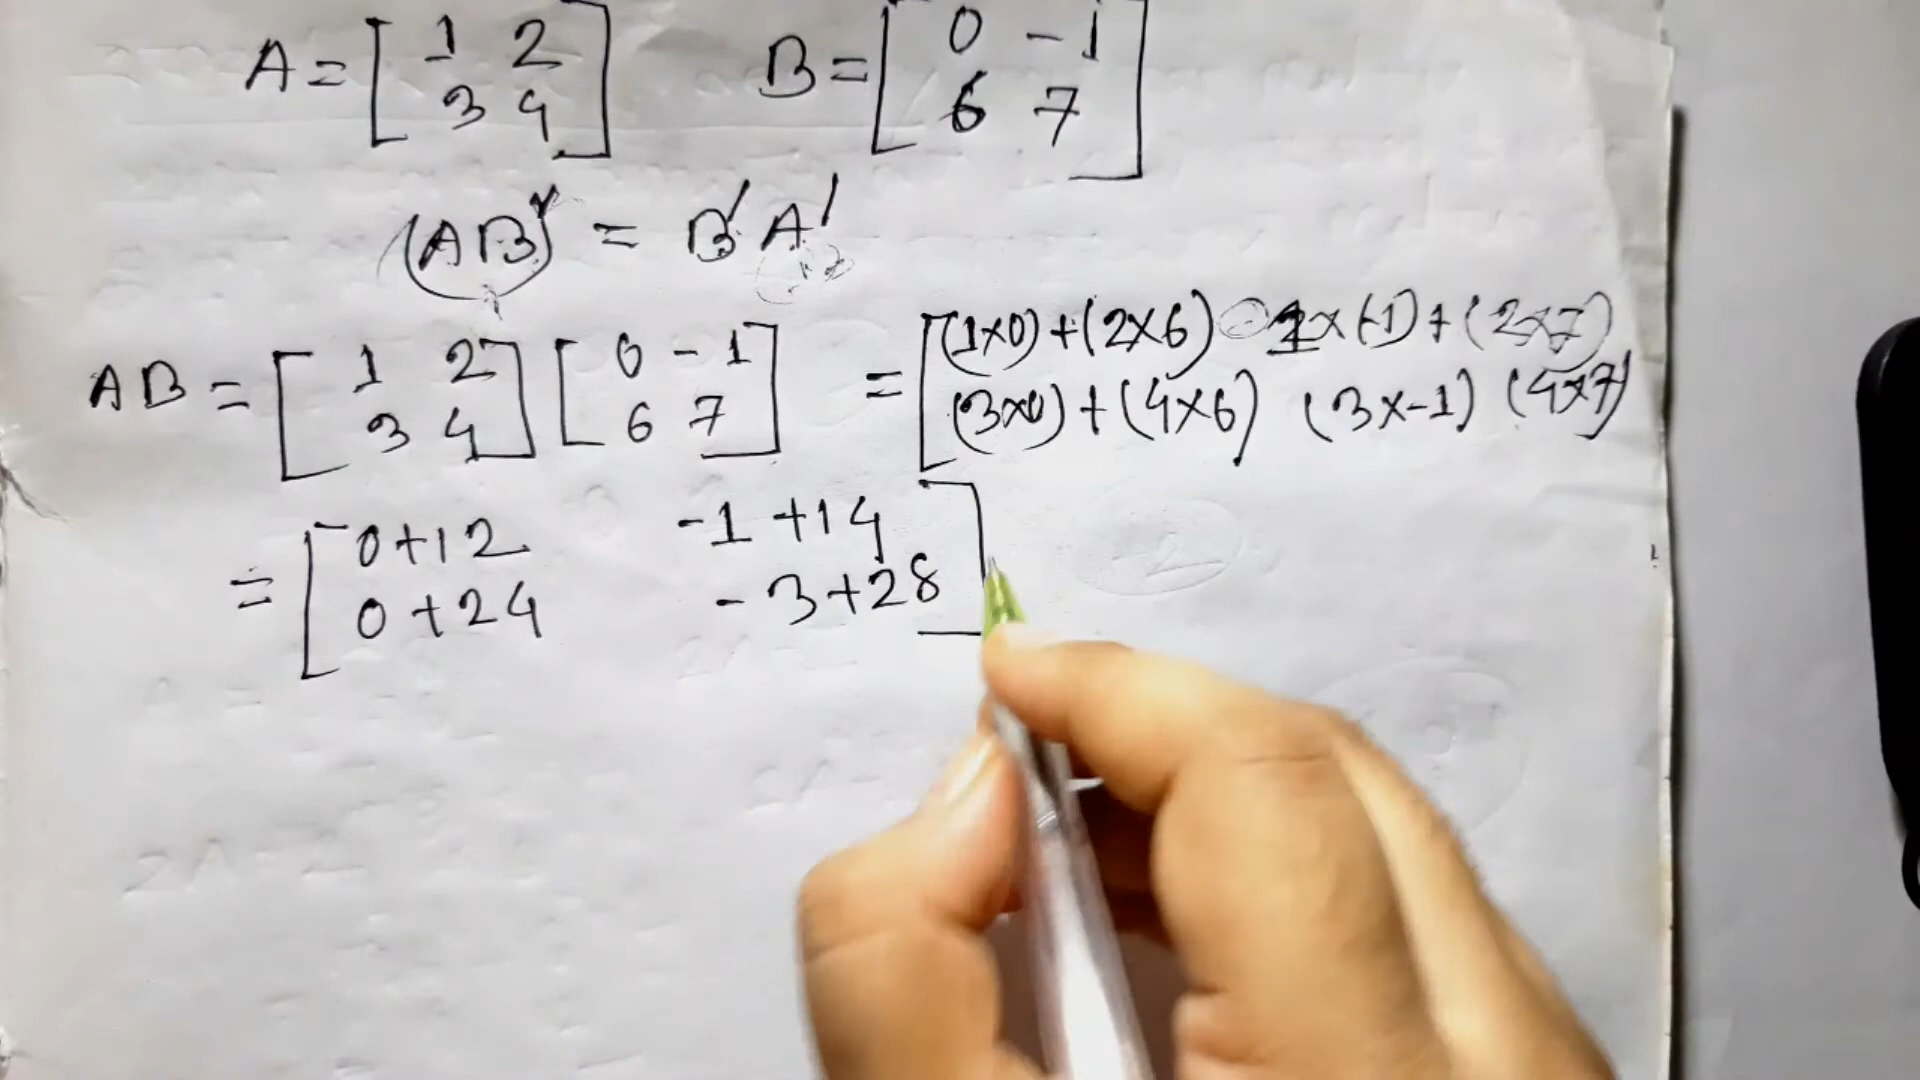 A = [ 1 2 3 4 ] B = [ 0 -1 6 7 ]
(AB)' = B'A'
AB = [ 1 2 3 4 ] [ 0 -1 6 7 ] = [ (1×0)+(2×6) 1×(-1)+(2×7) (3×0)+(4×6) (3×-1) (4×7)
= [ 0+12 -1+14 0+24 -3+28 ]